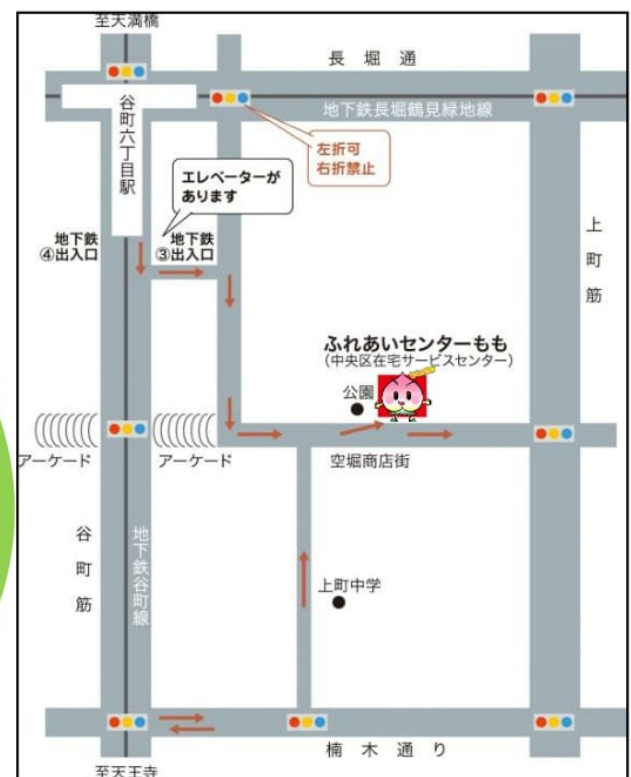 至天満橋
長堀通
地下鉄長堀鶴見緑地線
谷町六丁目駅
左折可
右折禁止
エレベーターが
あります
地下鉄
④出入口
地下鉄
③出入口
上町筋
ふれあいセンターもも
(中央区在宅サービスセンター)
公園
アーケード
アーケード
空堀商店街
谷町筋
地下鉄谷町線
上町中学
楠木通り
至天王寺